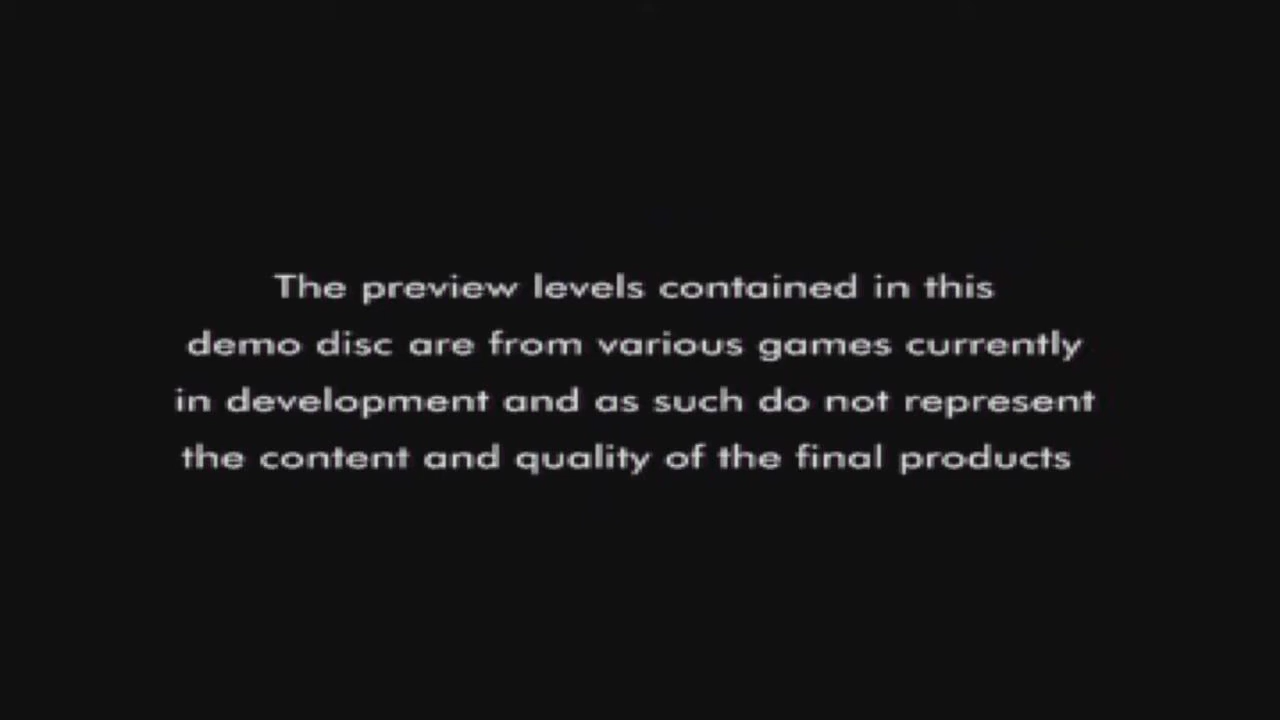 The preview levels contained in this
demo disc are from various games currently
in development and as such do not represent
the content and quality of the final products